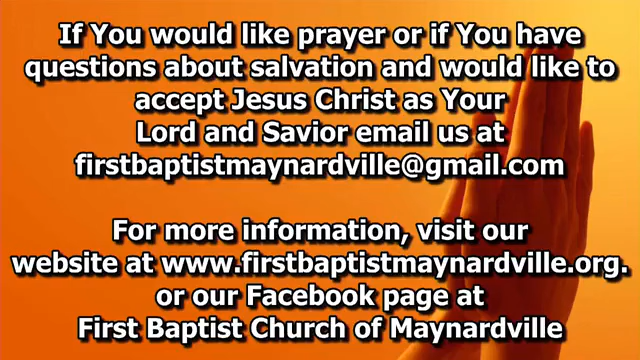 If You would like prayer or if You have
questions about salvation and would like to
accept Jesus Christ as Your
Lord and Savior email us at
firstbaptistmaynardville@gmail.com
For more information, visit our
website at www.firstbaptistmaynardville.org.
or our Facebook page at
First Baptist Church of Maynardville